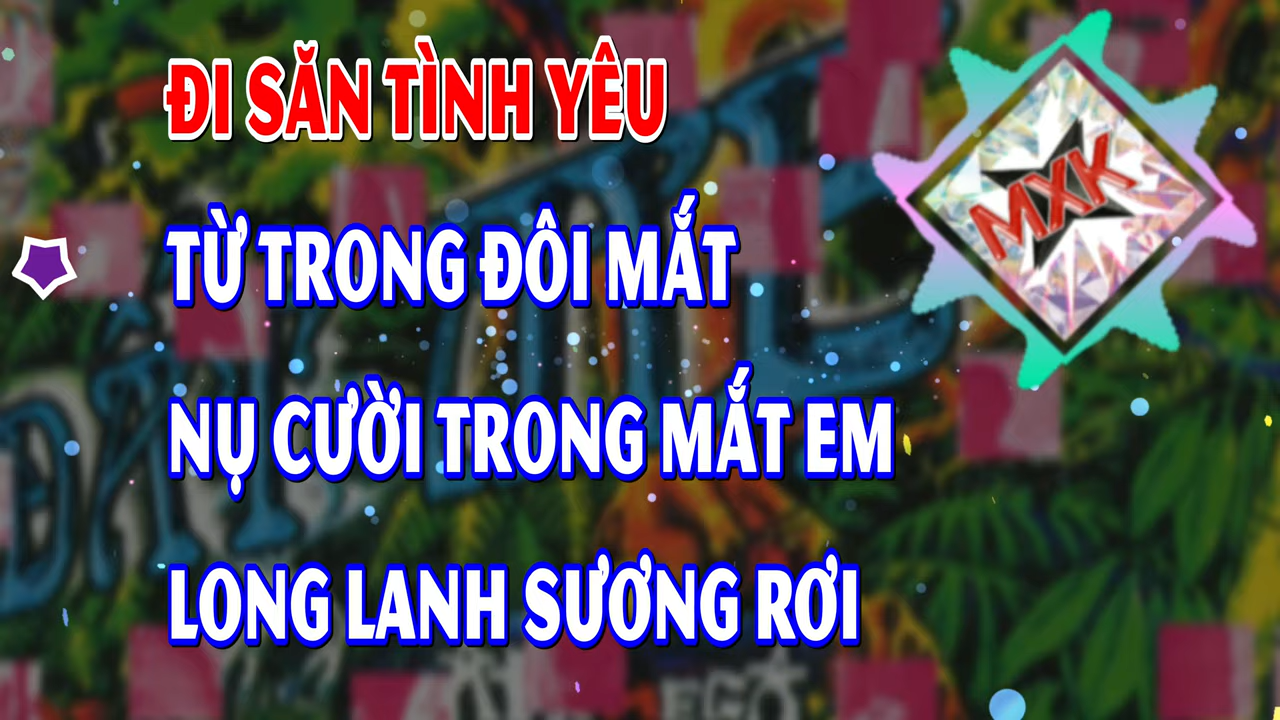 ĐI SĂN TÌNH YÊU
MXK
TỪ TRONG ĐÔI MẮT
NỤ CƯỜI TRONG MẮT EM
LONG LANH SƯƠNG RƠI